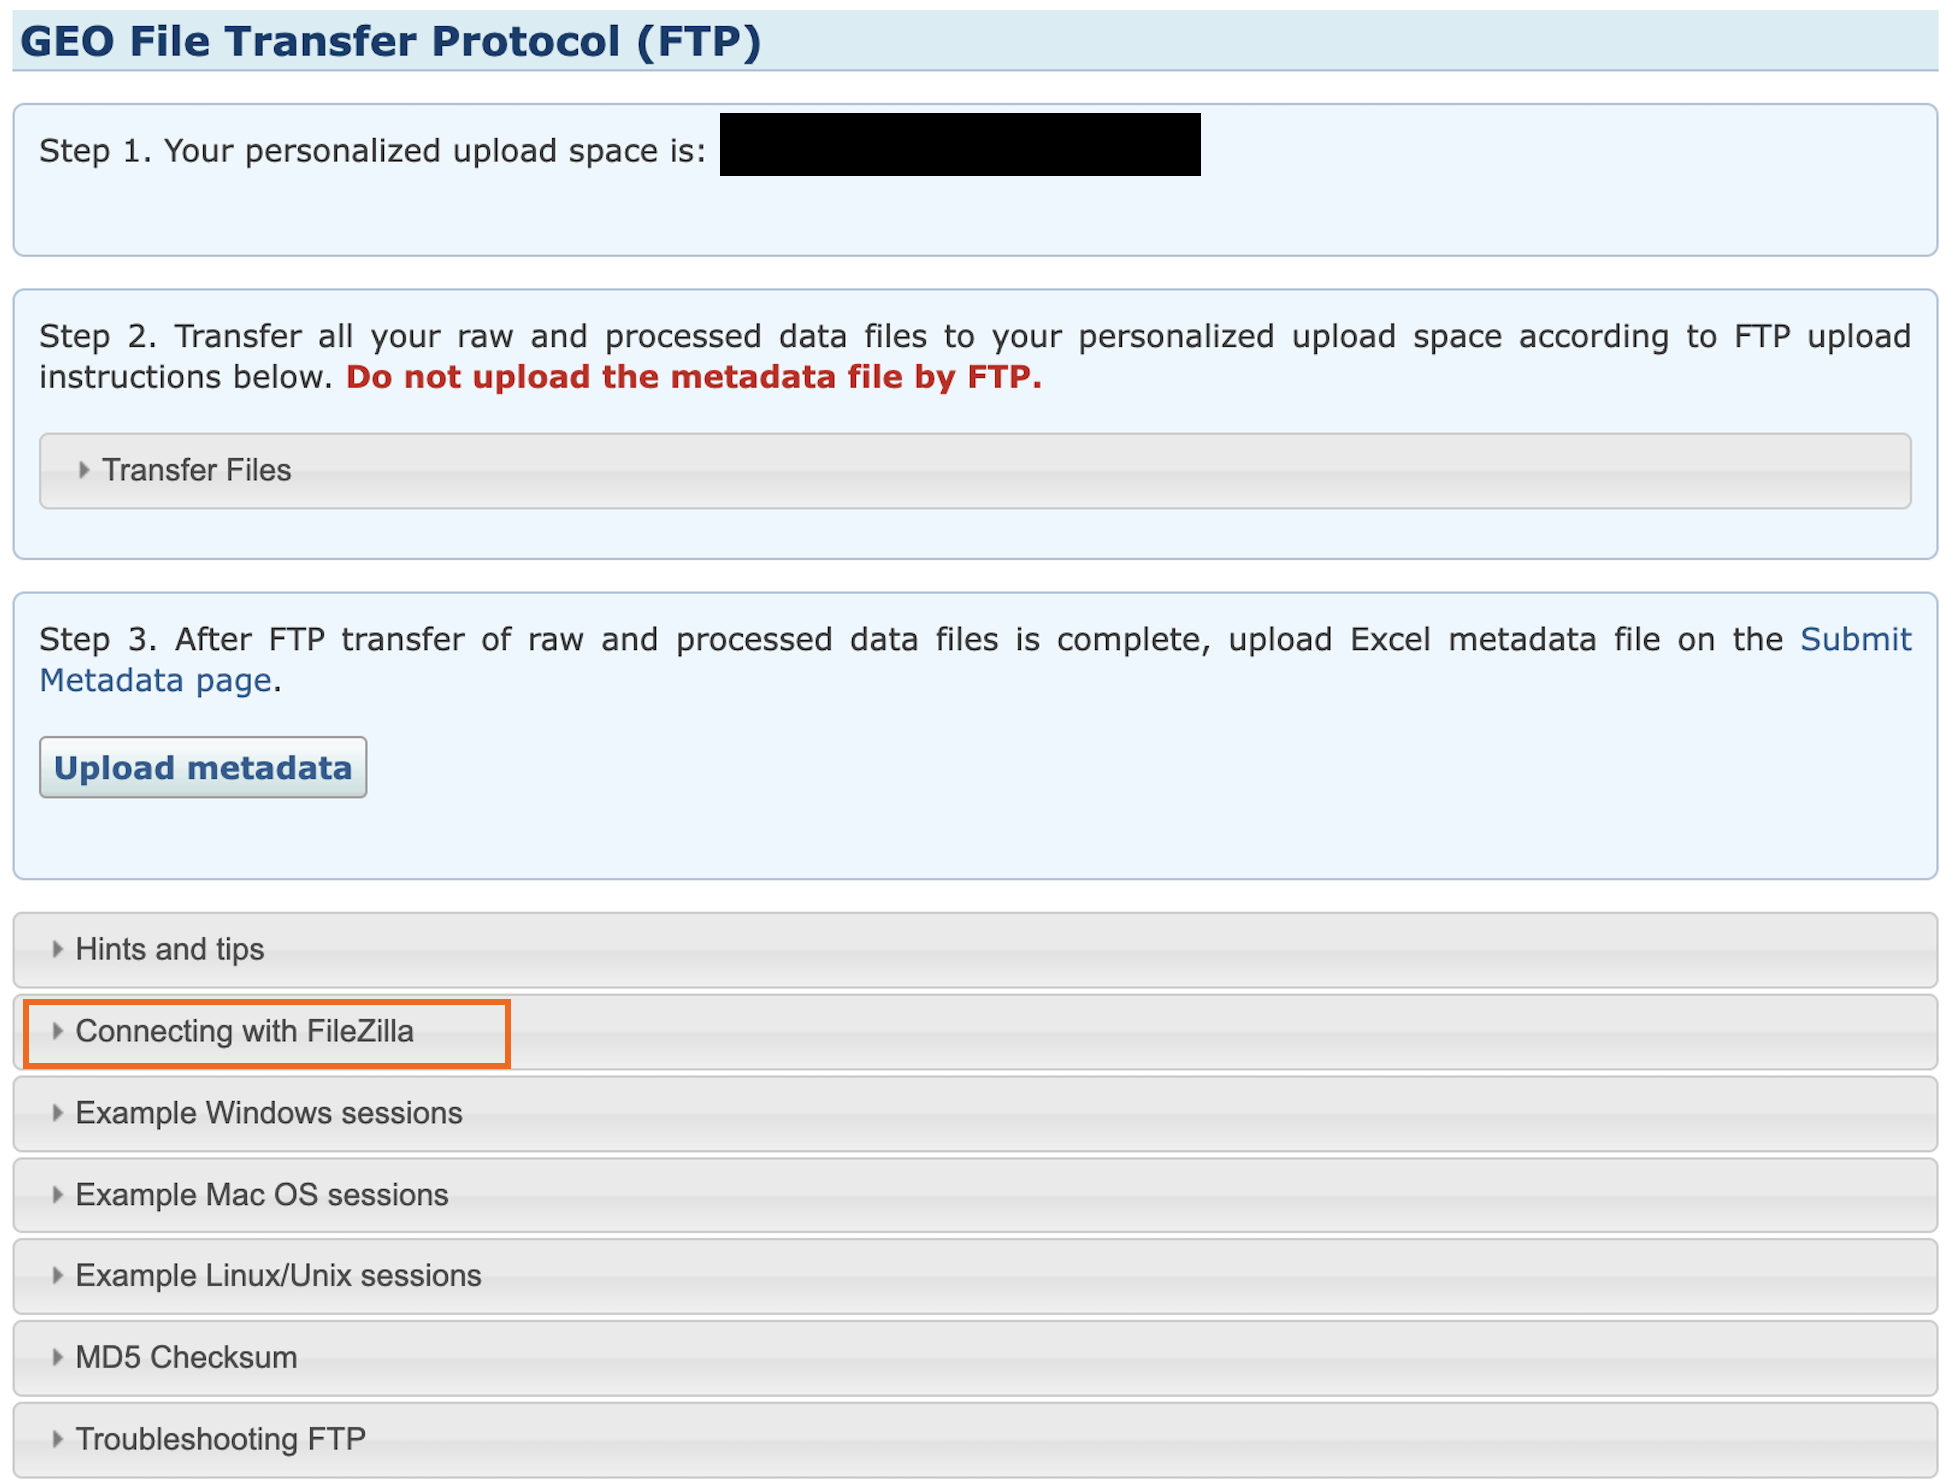 GEO File Transfer Protocol (FTP)
Step 1. Your personalized upload space is:
Step 2. Transfer all your raw and processed data files to your personalized upload space according to FTP upload
instructions below. Do not upload the metadata file by FTP.
Transfer Files
Step 3. After FTP transfer of raw and processed data files is complete, upload Excel metadata file on the Submit
Metadata page.
Upload metadata
Hints and tips
Connecting with FileZilla
Example Windows sessions
Example Mac OS sessions
Example Linux/Unix sessions
MD5 Checksum
Troubleshooting FTP